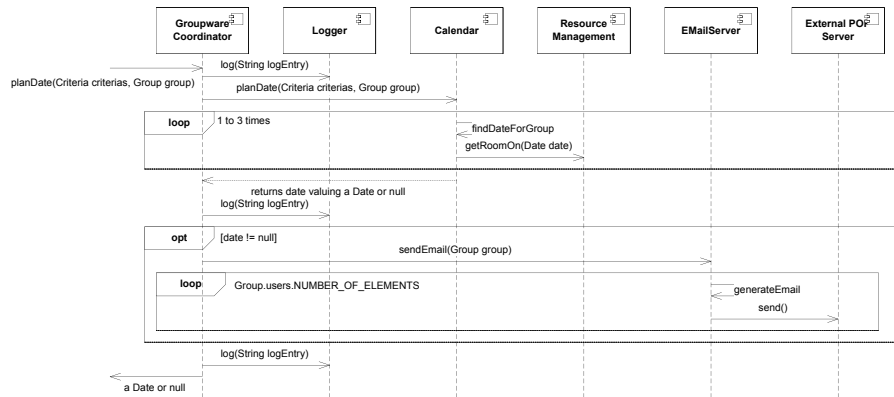 Groupware
Coordinator
Logger
Calendar
Resource
Management
EMailServer
External POP
Server
log(String logEntry)
planDate(Criteria criterias, Group group)
planDate(Criteria criterias, Group group)
loop
1 to 3 times
findDateForGroup
getRoomOn(Date date)
returns date valuing a Date or null
log(String logEntry)
opt
[date != null]
sendEmail(Group group)
loop
Group.users.NUMBER_OF_ELEMENTS
generateEmail
send()
log(String logEntry)
a Date or null